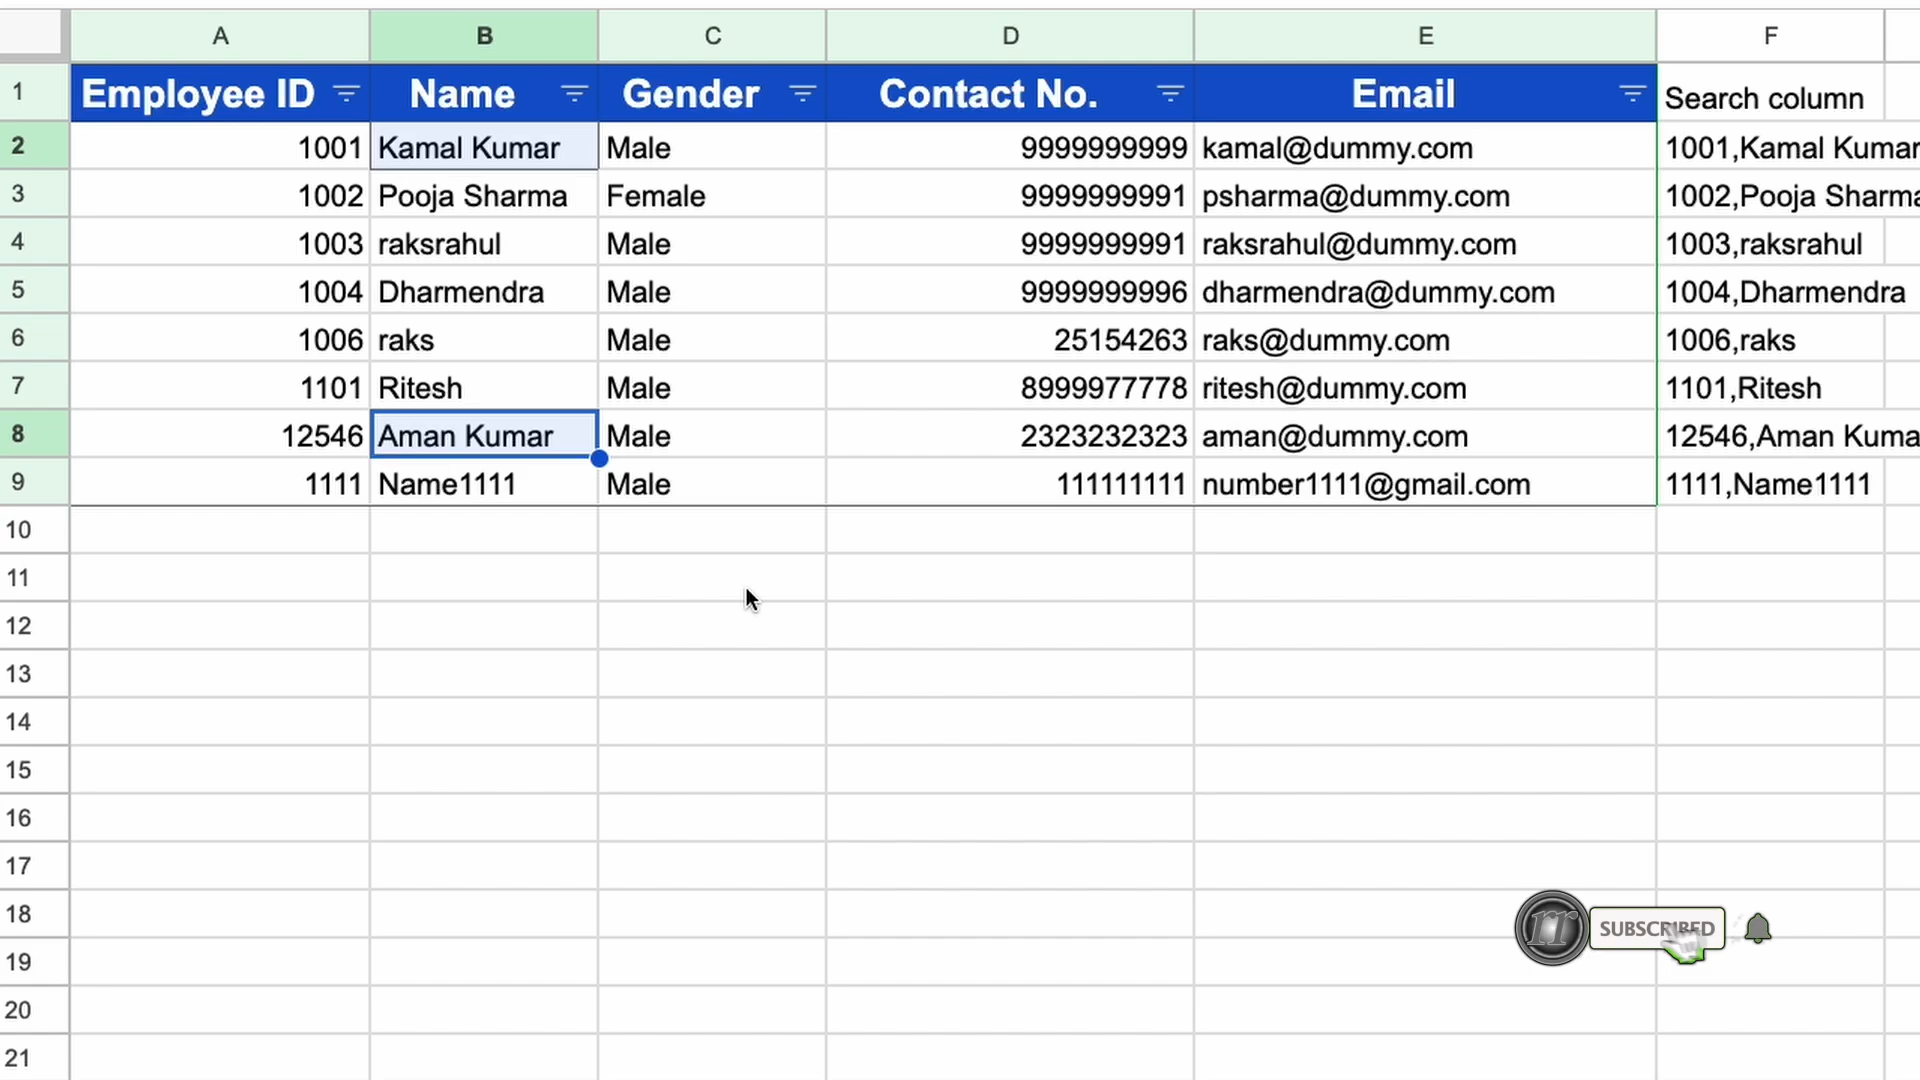 A B C D E F
1 Employee ID Name Gender Contact No. Email Search column
2 1001 Kamal Kumar Male 9999999999 kamal@dummy.com 1001,Kamal Kumar
3 1002 Pooja Sharma Female 9999999991 psharma@dummy.com 1002,Pooja Sharma
4 1003 raksrahul Male 9999999991 raksrahul@dummy.com 1003,raksrahul
5 1004 Dharmendra Male 9999999996 dharmendra@dummy.com 1004,Dharmendra
6 1006 raks Male 25154263 raks@dummy.com 1006,raks
7 1101 Ritesh Male 8999977778 ritesh@dummy.com 1101,Ritesh
8 12546 Aman Kumar Male 2323232323 aman@dummy.com 12546,Aman Kuma
9 1111 Name1111 Male 111111111 number1111@gmail.com 1111,Name1111
10
11
12
13
14
15
16
17
18
rr SUBSCRIBED
19
20
21